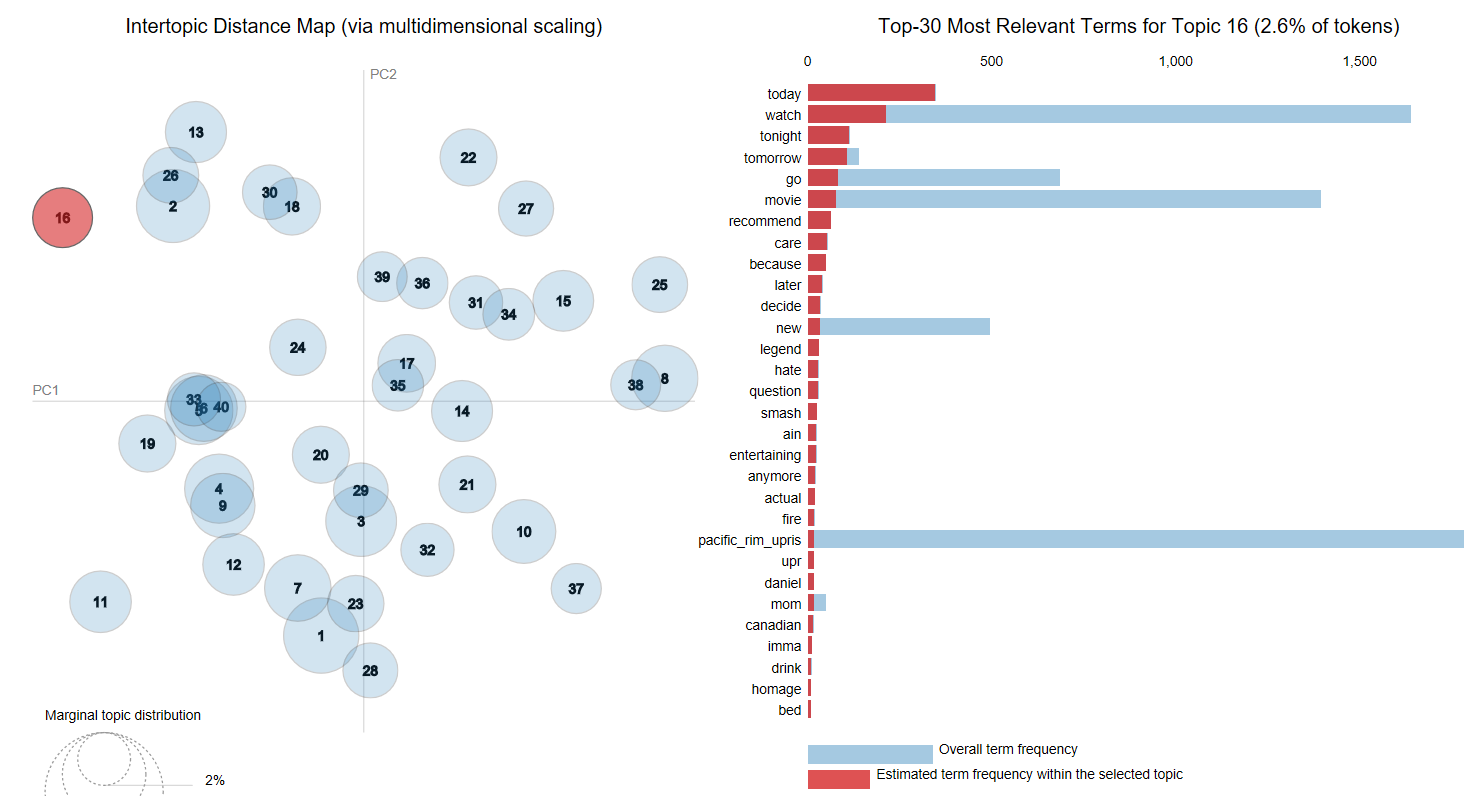 Intertopic Distance Map (via multidimensional scaling)
PC2
PC1
13
26
2
16
30
18
22
27
39
36
31
34
15
25
24
17
35
38
8
14
33
5
6
40
19
20
4
9
29
3
21
10
32
12
7
23
37
11
1
28
Marginal topic distribution
2%
Top-30 Most Relevant Terms for Topic 16 (2.6% of tokens)
0 500 1,000 1,500
today
watch
tonight
tomorrow
go
movie
recommend
care
because
later
decide
new
legend
hate
question
smash
ain
entertaining
anymore
actual
fire
pacific_rim_upris
upr
daniel
mom
canadian
imma
drink
homage
bed
Overall term frequency
Estimated term frequency within the selected topic